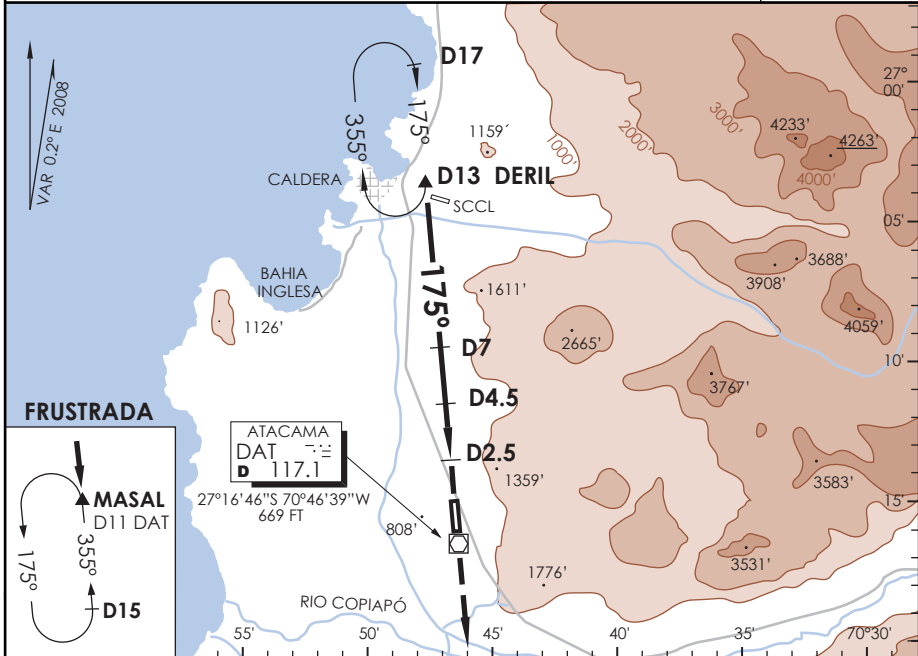 VAR 0.2° E 2008
D17
175°
355°
1159´
CALDERA
D13 DERIL
SCCL
1000'
2000'
3000'
4000'
4233'
4263'
27°
00'
05'
BAHIA
INGLESA
1126'
175°
1611'
2665'
3688'
3908'
4059'
D7
10'
3767'
D4.5
D2.5
1359'
3583'
15'
ATACAMA
DAT
D 117.1
27°16'46"S 70°46'39"W
669 FT
808'
3531'
1776'
RIO COPIAPÓ
FRUSTRADA
MASAL
D11 DAT
175°
355°
D15
55'
50'
45'
40'
35'
70°30'